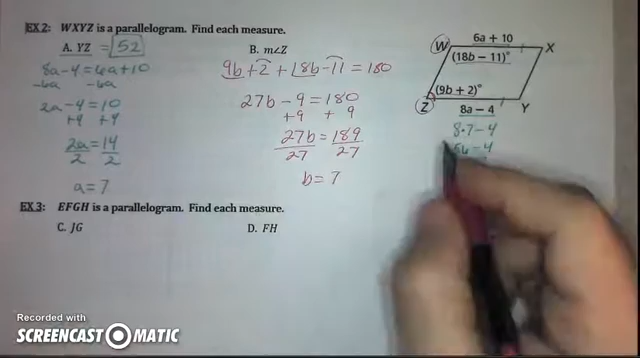 EX 2: WXYZ is a parallelogram. Find each measure.
A. YZ = 52
8a-4=6a+10
-6a -6a
2a-4=10
+4 +4
2a=14
2 2
a=7
B. m∠Z
9b+2+18b-11=180
27b-9=180
+9 +9
27b=189
27 27
b=7
6a + 10
W
X
(18b − 11)°
(9b + 2)°
Z
Y
8a − 4
8·7-4
56-4
EX 3: EFGH is a parallelogram. Find each measure.
C. JG
D. FH
Recorded with
SCREENCAST-O-MATIC